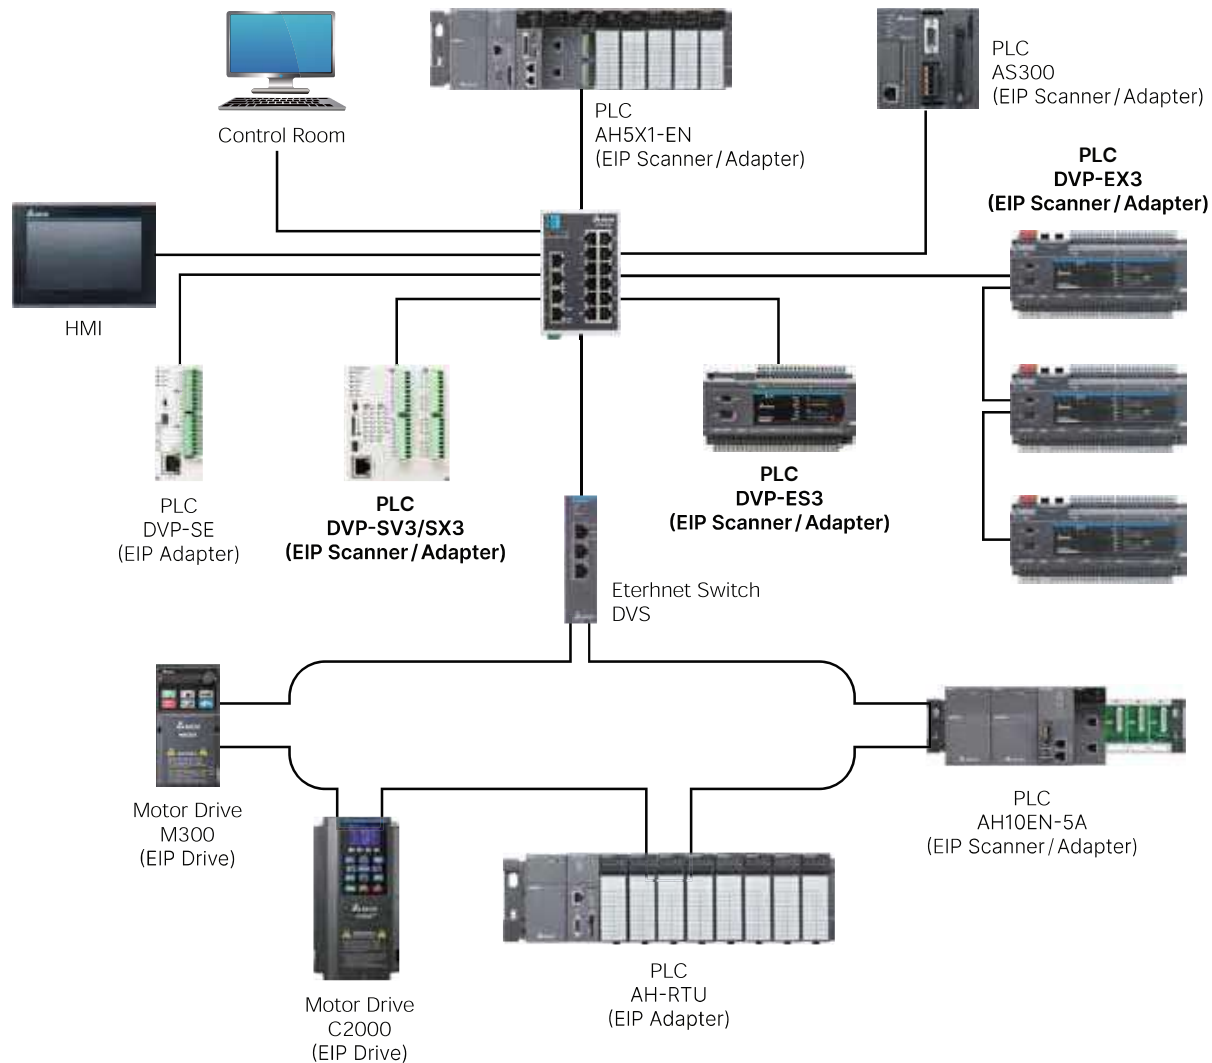 Control Room
PLC
AH5X1-EN
(EIP Scanner/Adapter)
PLC
AS300
(EIP Scanner/Adapter)
PLC
DVP-EX3
(EIP Scanner/Adapter)
HMI
PLC
DVP-SE
(EIP Adapter)
PLC
DVP-SV3/SX3
(EIP Scanner/Adapter)
PLC
DVP-ES3
(EIP Scanner/Adapter)
Eterhnet Switch
DVS
Motor Drive
M300
(EIP Drive)
PLC
AH10EN-5A
(EIP Scanner/Adapter)
Motor Drive
C2000
(EIP Drive)
PLC
AH-RTU
(EIP Adapter)